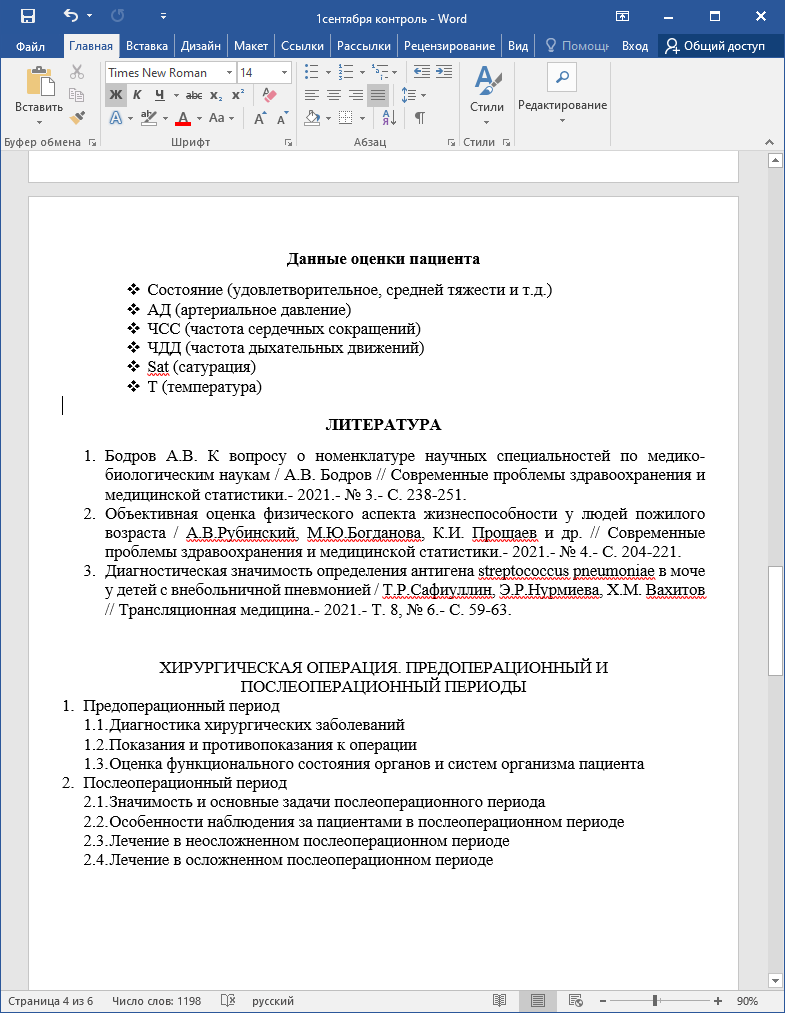 1сентября контроль - Word
Файл Главная Вставка Дизайн Макет Ссылки Рассылки Рецензирование Вид Помощн Вход Общий доступ
Times New Roman 14
Ж К Ч abc x₂ x²
A aby A Aa A A
Вставить
Стили
Редактирование
Буфер обмена Шрифт Абзац Стили
Данные оценки пациента
❖ Состояние (удовлетворительное, средней тяжести и т.д.)
❖ АД (артериальное давление)
❖ ЧСС (частота сердечных сокращений)
❖ ЧДД (частота дыхательных движений)
❖ Sat (сатурация)
❖ Т (температура)
ЛИТЕРАТУРА
1. Бодров А.В. К вопросу о номенклатуре научных специальностей по медико-
биологическим наукам / А.В. Бодров // Современные проблемы здравоохранения и
медицинской статистики.- 2021.- № 3.- С. 238-251.
2. Объективная оценка физического аспекта жизнеспособности у людей пожилого
возраста / А.В.Рубинский, М.Ю.Богданова, К.И. Прощаев и др. // Современные
проблемы здравоохранения и медицинской статистики.- 2021.- № 4.- С. 204-221.
3. Диагностическая значимость определения антигена streptococcus pneumoniae в моче
у детей с внебольничной пневмонией / Т.Р.Сафиуллин, Э.Р.Нурмиева, Х.М. Вахитов
// Трансляционная медицина.- 2021.- Т. 8, № 6.- С. 59-63.
ХИРУРГИЧЕСКАЯ ОПЕРАЦИЯ. ПРЕДОПЕРАЦИОННЫЙ И
ПОСЛЕОПЕРАЦИОННЫЙ ПЕРИОДЫ
1. Предоперационный период
1.1.Диагностика хирургических заболеваний
1.2.Показания и противопоказания к операции
1.3.Оценка функционального состояния органов и систем организма пациента
2. Послеоперационный период
2.1.Значимость и основные задачи послеоперационного периода
2.2.Особенности наблюдения за пациентами в послеоперационном периоде
2.3.Лечение в неосложненном послеоперационном периоде
2.4.Лечение в осложненном послеоперационном периоде
Страница 4 из 6 Число слов: 1198 русский 90%